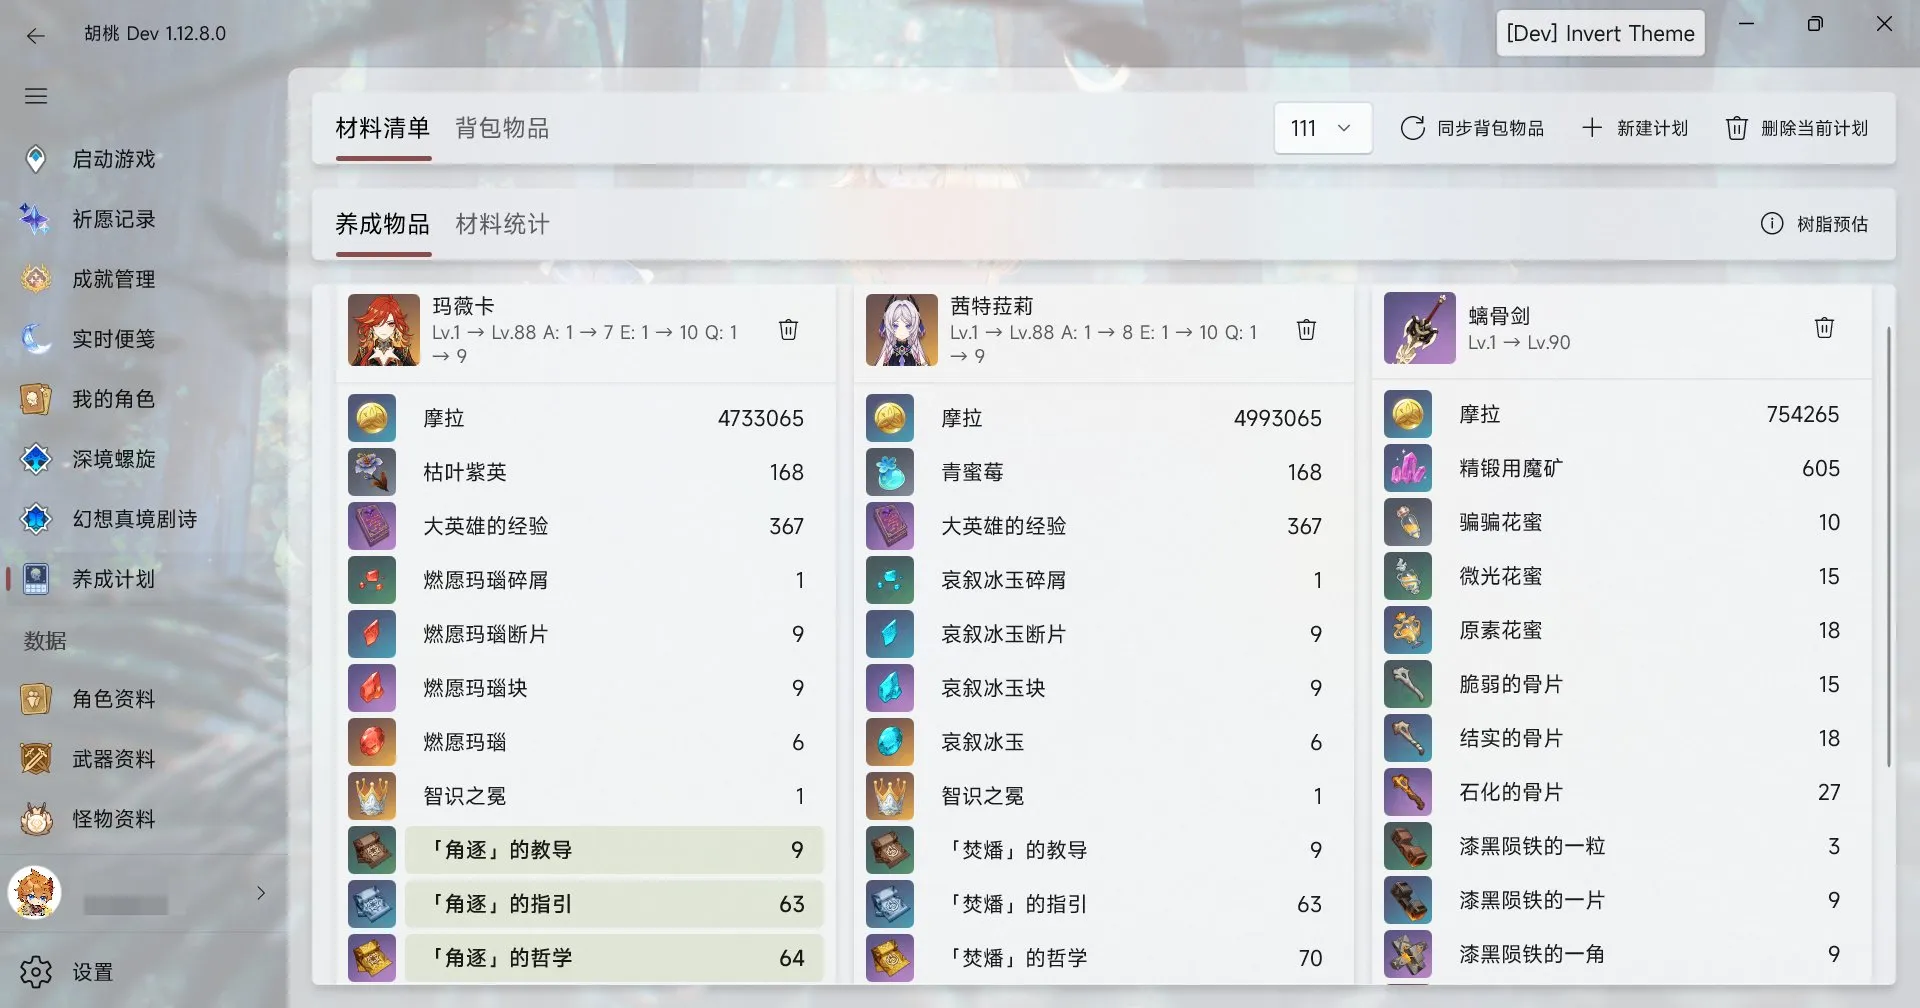 胡桃 Dev 1.12.8.0
[Dev] Invert Theme
启动游戏
祈愿记录
成就管理
实时便笺
我的角色
深境螺旋
幻想真境剧诗
养成计划
数据
角色资料
武器资料
怪物资料
设置
材料清单 背包物品
111 同步背包物品 新建计划 删除当前计划
养成物品 材料统计
树脂预估
玛薇卡
Lv.1 → Lv.88 A: 1 → 7 E: 1 → 10 Q: 1
→ 9
摩拉 4733065
枯叶紫英 168
大英雄的经验 367
燃愿玛瑙碎屑 1
燃愿玛瑙断片 9
燃愿玛瑙块 9
燃愿玛瑙 6
智识之冕 1
「角逐」的教导 9
「角逐」的指引 63
「角逐」的哲学 64
茜特菈莉
Lv.1 → Lv.88 A: 1 → 8 E: 1 → 10 Q: 1
→ 9
摩拉 4993065
青蜜莓 168
大英雄的经验 367
哀叙冰玉碎屑 1
哀叙冰玉断片 9
哀叙冰玉块 9
哀叙冰玉 6
智识之冕 1
「焚燔」的教导 9
「焚燔」的指引 63
「焚燔」的哲学 70
螭骨剑
Lv.1 → Lv.90
摩拉 754265
精锻用魔矿 605
骗骗花蜜 10
微光花蜜 15
原素花蜜 18
脆弱的骨片 15
结实的骨片 18
石化的骨片 27
漆黑陨铁的一粒 3
漆黑陨铁的一片 9
漆黑陨铁的一角 9